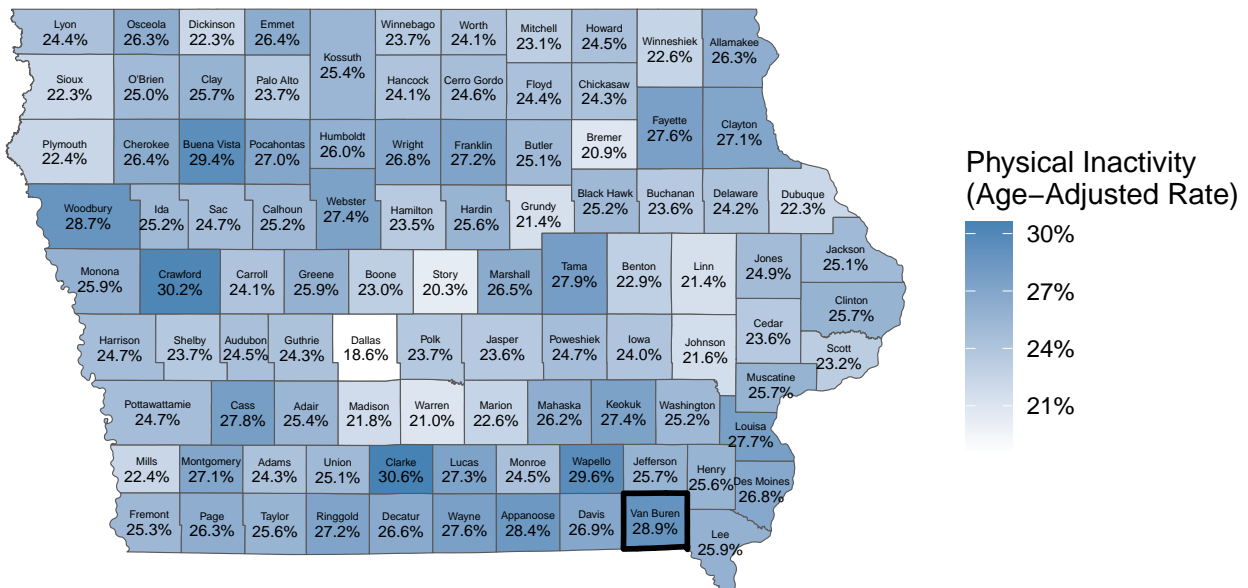 Lyon
24.4%
Osceola
26.3%
Dickinson
22.3%
Emmet
26.4%
Kossuth
25.4%
Winnebago
23.7%
Worth
24.1%
Mitchell
23.1%
Howard
24.5%
Winneshiek
22.6%
Allamakee
26.3%
Sioux
22.3%
O'Brien
25.0%
Clay
25.7%
Palo Alto
23.7%
Hancock
24.1%
Cerro Gordo
24.6%
Floyd
24.4%
Chickasaw
24.3%
Fayette
27.6%
Clayton
27.1%
Plymouth
22.4%
Cherokee
26.4%
Buena Vista
29.4%
Pocahontas
27.0%
Humboldt
26.0%
Wright
26.8%
Franklin
27.2%
Butler
25.1%
Bremer
20.9%
Woodbury
28.7%
Ida
25.2%
Sac
24.7%
Calhoun
25.2%
Webster
27.4%
Hamilton
23.5%
Hardin
25.6%
Grundy
21.4%
Black Hawk
25.2%
Buchanan
23.6%
Delaware
24.2%
Dubuque
22.3%
Monona
25.9%
Crawford
30.2%
Carroll
24.1%
Greene
25.9%
Boone
23.0%
Story
20.3%
Marshall
26.5%
Tama
27.9%
Benton
22.9%
Linn
21.4%
Jones
24.9%
Jackson
25.1%
Clinton
25.7%
Harrison
24.7%
Shelby
23.7%
Audubon
24.5%
Guthrie
24.3%
Dallas
18.6%
Polk
23.7%
Jasper
23.6%
Poweshiek
24.7%
Iowa
24.0%
Johnson
21.6%
Cedar
23.6%
Scott
23.2%
Muscatine
25.7%
Pottawattamie
24.7%
Cass
27.8%
Adair
25.4%
Madison
21.8%
Warren
21.0%
Marion
22.6%
Mahaska
26.2%
Keokuk
27.4%
Washington
25.2%
Louisa
27.7%
Mills
22.4%
Montgomery
27.1%
Adams
24.3%
Union
25.1%
Clarke
30.6%
Lucas
27.3%
Monroe
24.5%
Wapello
29.6%
Jefferson
25.7%
Henry
25.6%
Des Moines
26.8%
Fremont
25.3%
Page
26.3%
Taylor
25.6%
Ringgold
27.2%
Decatur
26.6%
Wayne
27.6%
Appanoose
28.4%
Davis
26.9%
Van Buren
28.9%
Lee
25.9%
Physical Inactivity
(Age−Adjusted Rate)
30%
27%
24%
21%